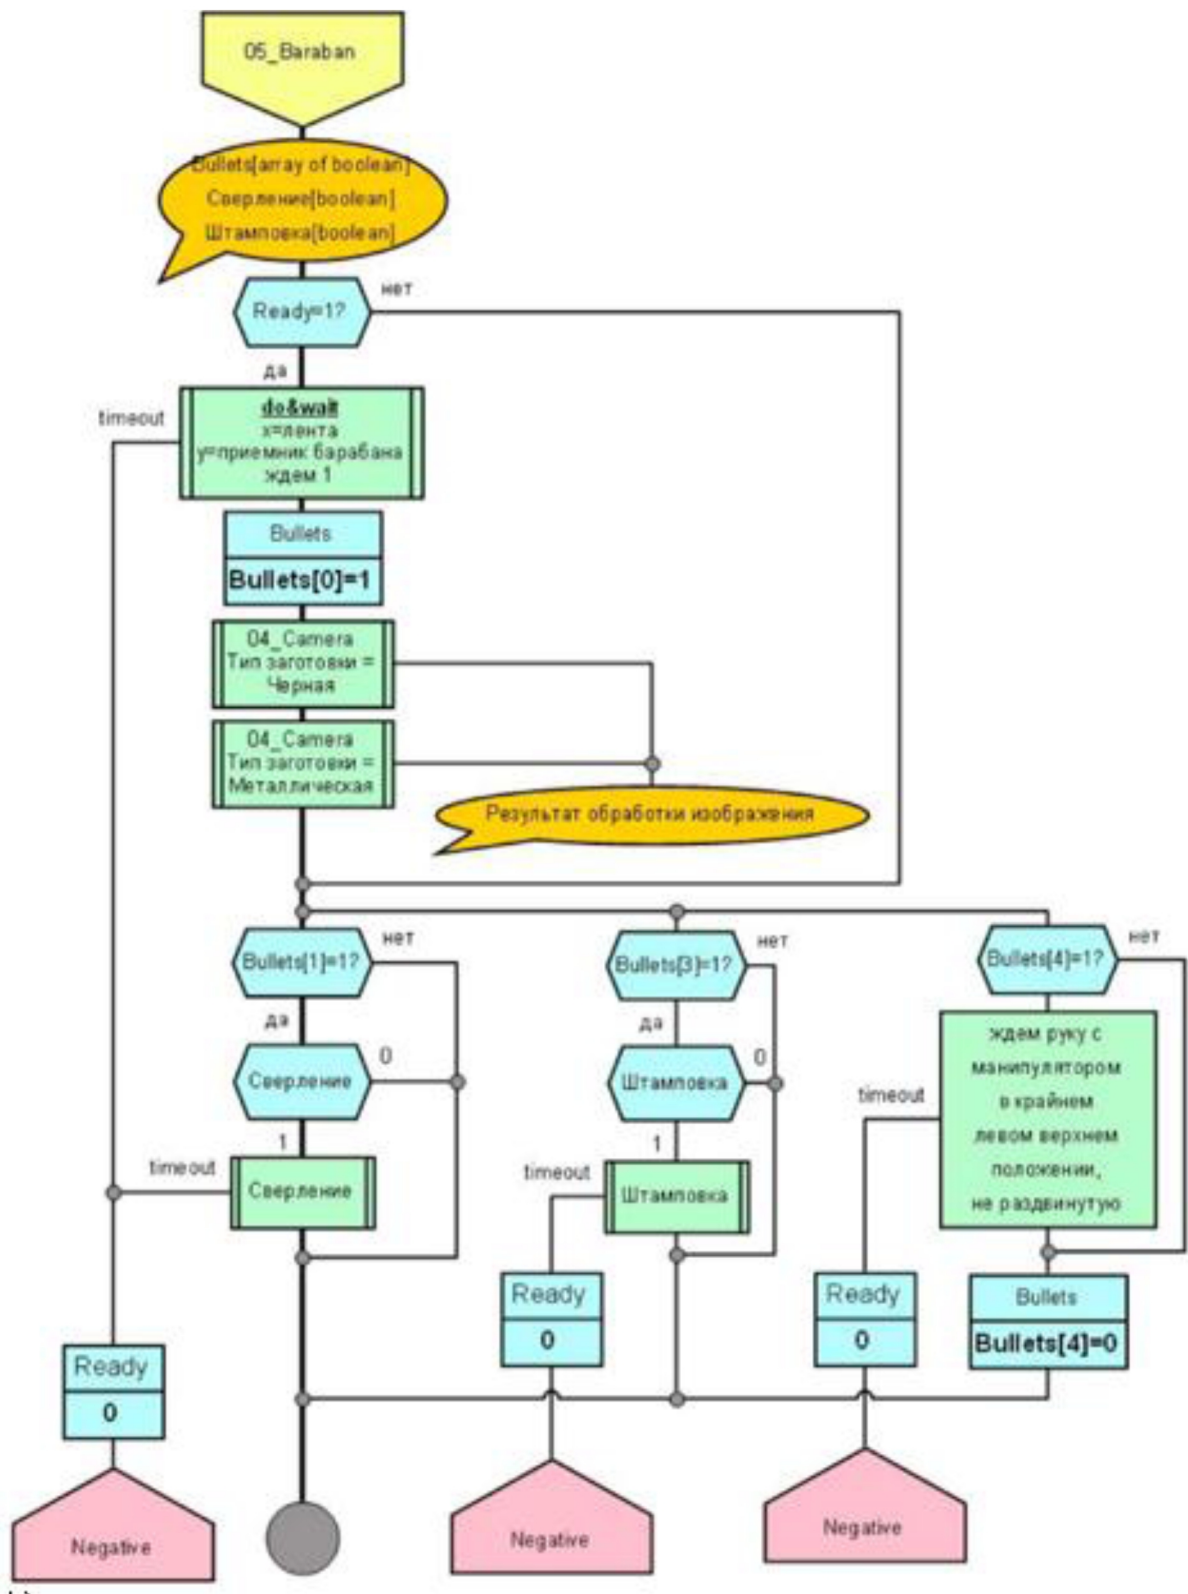 05_Baraban
Bullets[array of boolean]
Сверление[boolean]
Штамповка[boolean]
нет
Ready=1?
да
timeout
do&wait
x=лента
y=приемник барабана
ждем 1
Bullets
Bullets[0]=1
04_Camera
Тип заготовки =
Черная
04_Camera
Тип заготовки =
Металлическая
Результат обработки изображения
нет
Bullets[1]=1?
да
0
Сверление
1
timeout
Сверление
нет
Bullets[3]=1?
да
0
Штамповка
1
timeout
Штамповка
нет
Bullets[4]=1?
ждем руку с
манипулятором
в крайнем
левом верхнем
положении,
не раздвинутую
timeout
Ready
0
Ready
0
Bullets
Bullets[4]=0
Ready
0
Negative
Negative
Negative